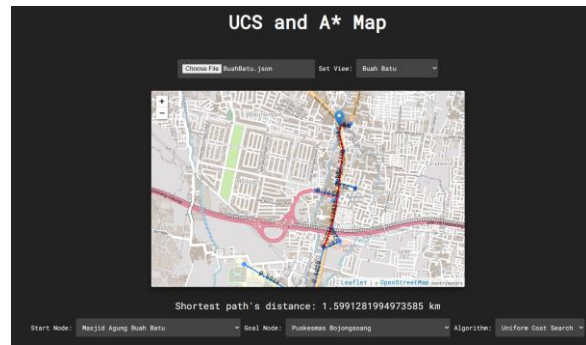 UCS and A* Map
Choose File BuahBatu.json Set View: Buah Batu
+
−
Leaflet | © OpenStreetMap contributors
Shortest path's distance: 1.5991281994973585 km
Start Node: Masjid Agung Buah Batu Goal Node: Puskesmas Bojongsoang Algorithm: Uniform Cost Search